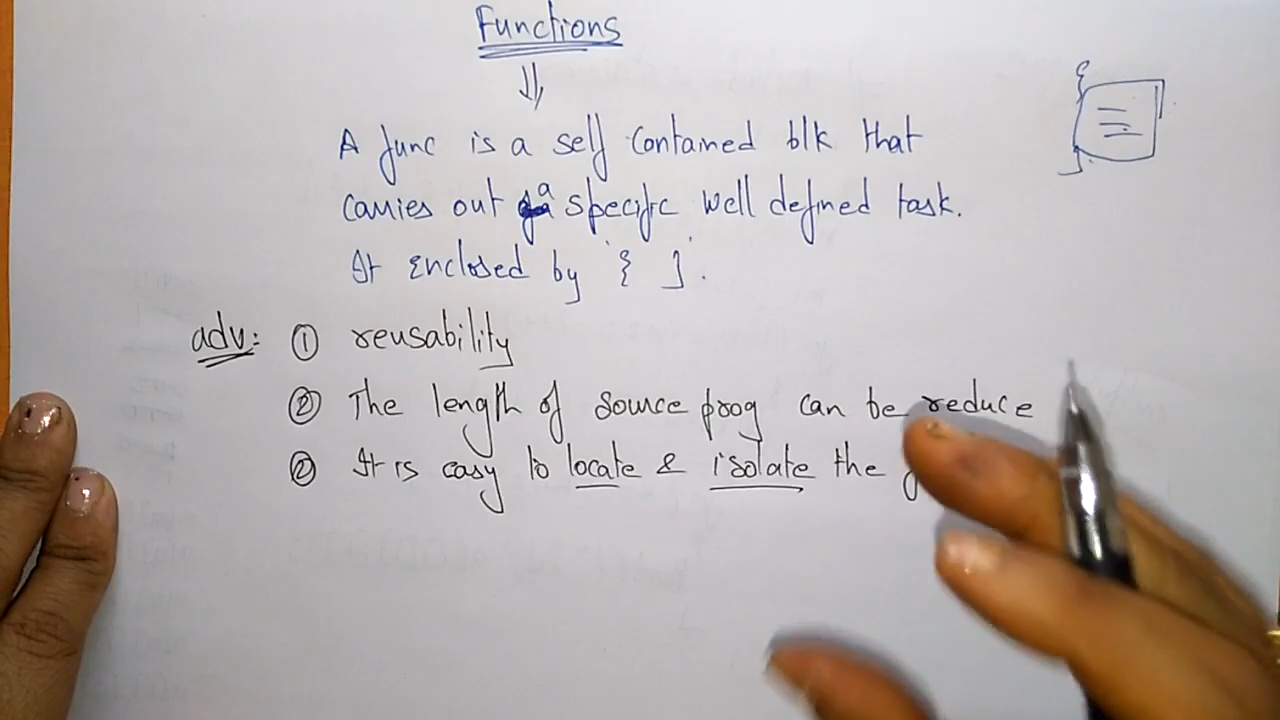 Functions
⇓
A func is a self contained blk that
carries out a specific well defined task.
It enclosed by '{ }'.
adv: ① reusability
② The length of source prog can be reduce
② It is easy to locate & isolate the